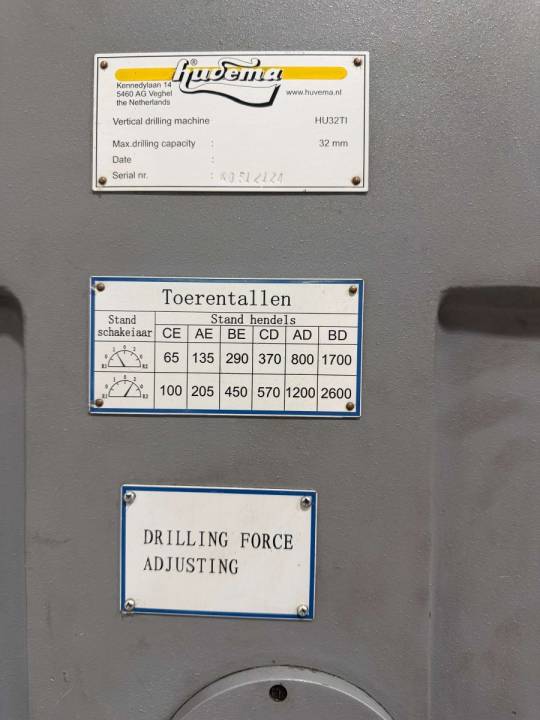 huvema®
Kennedylaan 14
5460 AG Veghel
the Netherlands
www.huvema.nl
Vertical drilling machine HU32TI
Max.drilling capacity : 32 mm
Date :
Serial nr. :
Toerentallen
Stand schakeiaar
Stand hendels
CE AE BE CD AD BD
65 135 290 370 800 1700
100 205 450 570 1200 2600
DRILLING FORCE
ADJUSTING